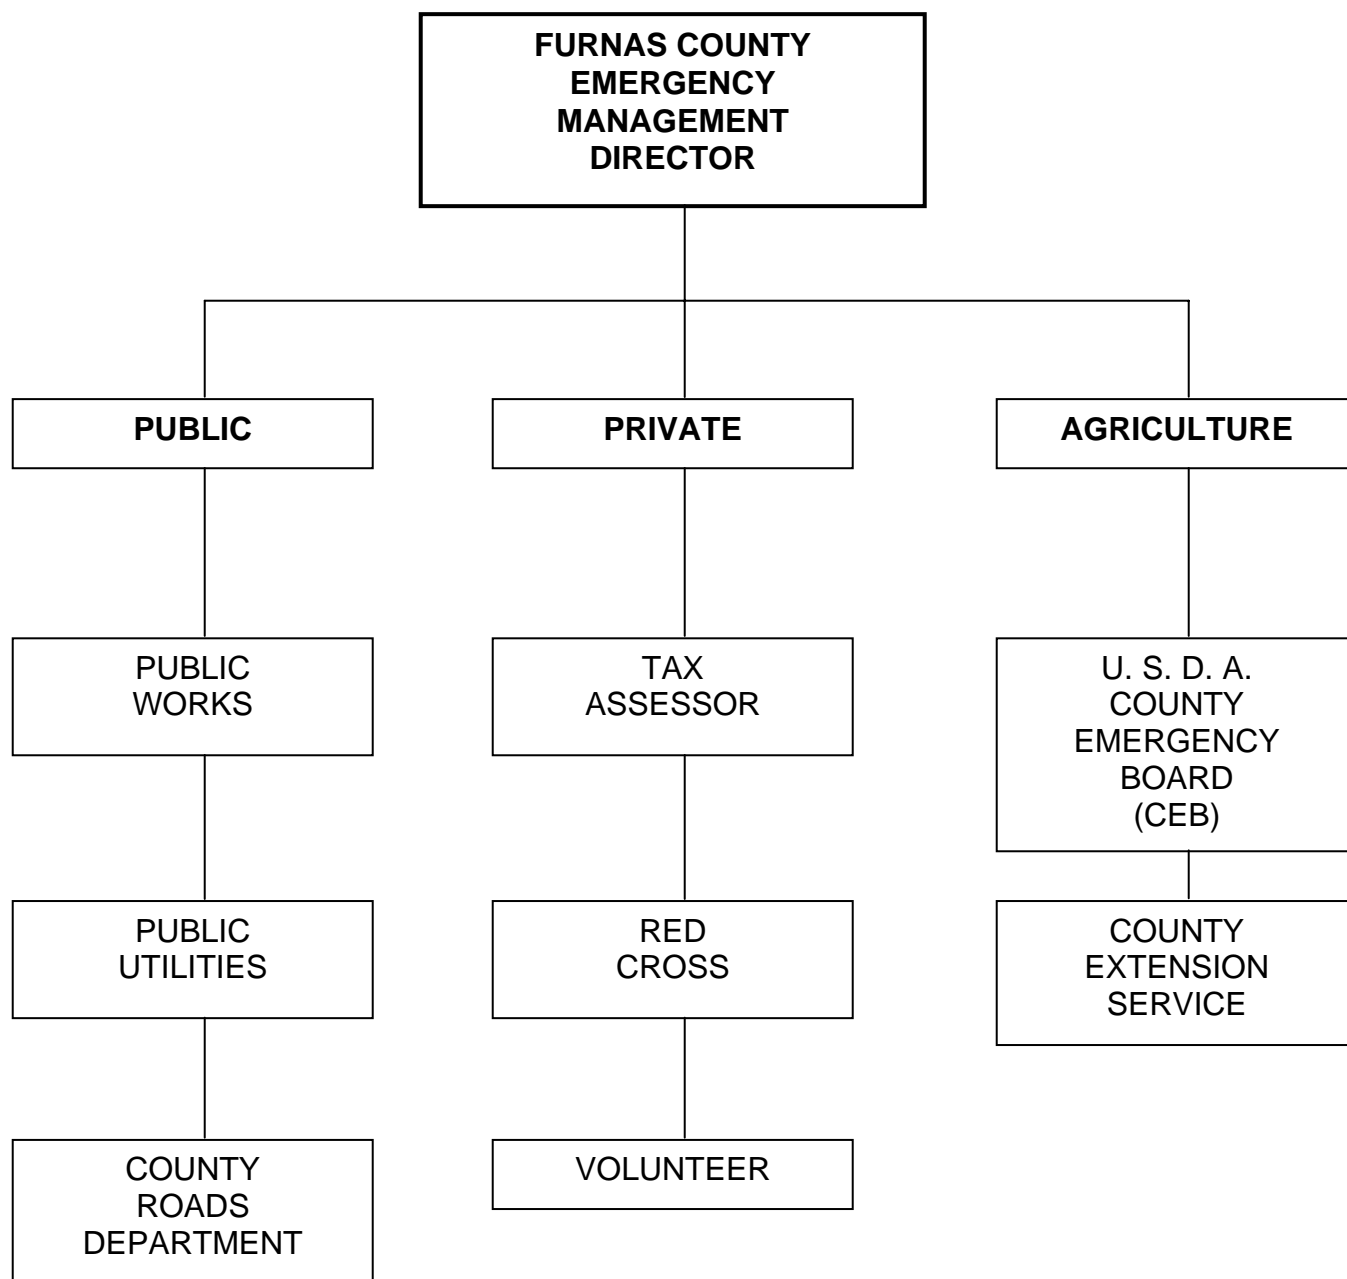 FURNAS COUNTY
EMERGENCY
MANAGEMENT
DIRECTOR
PUBLIC
PRIVATE
AGRICULTURE
PUBLIC
WORKS
TAX
ASSESSOR
U. S. D. A.
COUNTY
EMERGENCY
BOARD
(CEB)
PUBLIC
UTILITIES
RED
CROSS
COUNTY
EXTENSION
SERVICE
COUNTY
ROADS
DEPARTMENT
VOLUNTEER